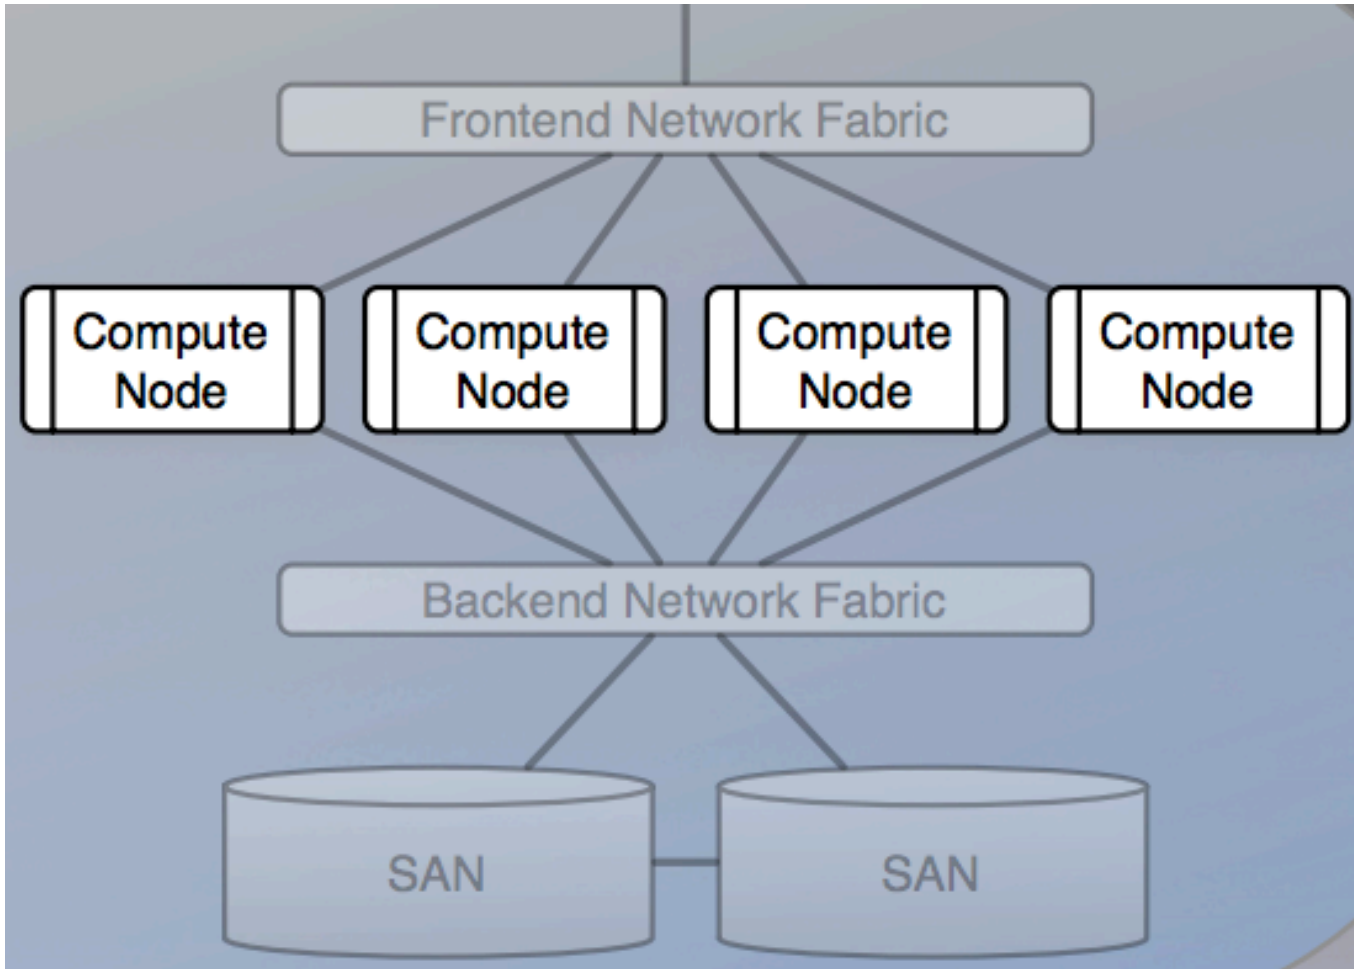 Frontend Network Fabric
Compute
Node
Compute
Node
Compute
Node
Compute
Node
Backend Network Fabric
SAN
SAN